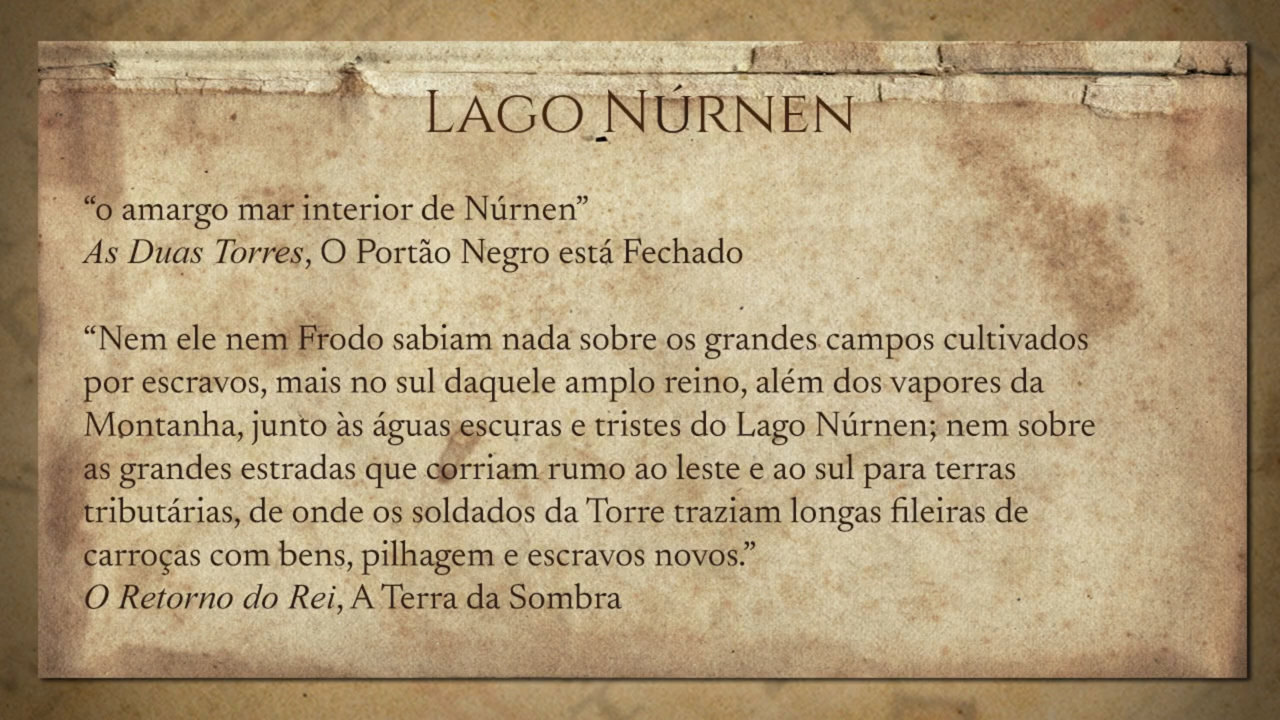 Lago Núrnen
“o amargo mar interior de Núrnen”
As Duas Torres, O Portão Negro está Fechado
“Nem ele nem Frodo sabiam nada sobre os grandes campos cultivados
por escravos, mais no sul daquele amplo reino, além dos vapores da
Montanha, junto às águas escuras e tristes do Lago Núrnen; nem sobre
as grandes estradas que corriam rumo ao leste e ao sul para terras
tributárias, de onde os soldados da Torre traziam longas fileiras de
carroças com bens, pilhagem e escravos novos.”
O Retorno do Rei, A Terra da Sombra